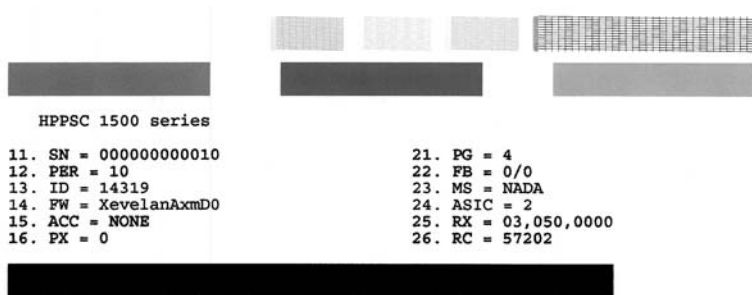 HPPSC 1500 series
11. SN = 000000000010
12. PER = 10
13. ID = 14319
14. FW = XevelanAxmD0
15. ACC = NONE
16. PX = 0
21. PG = 4
22. FB = 0/0
23. MS = NADA
24. ASIC = 2
25. RX = 03,050,0000
26. RC = 57202